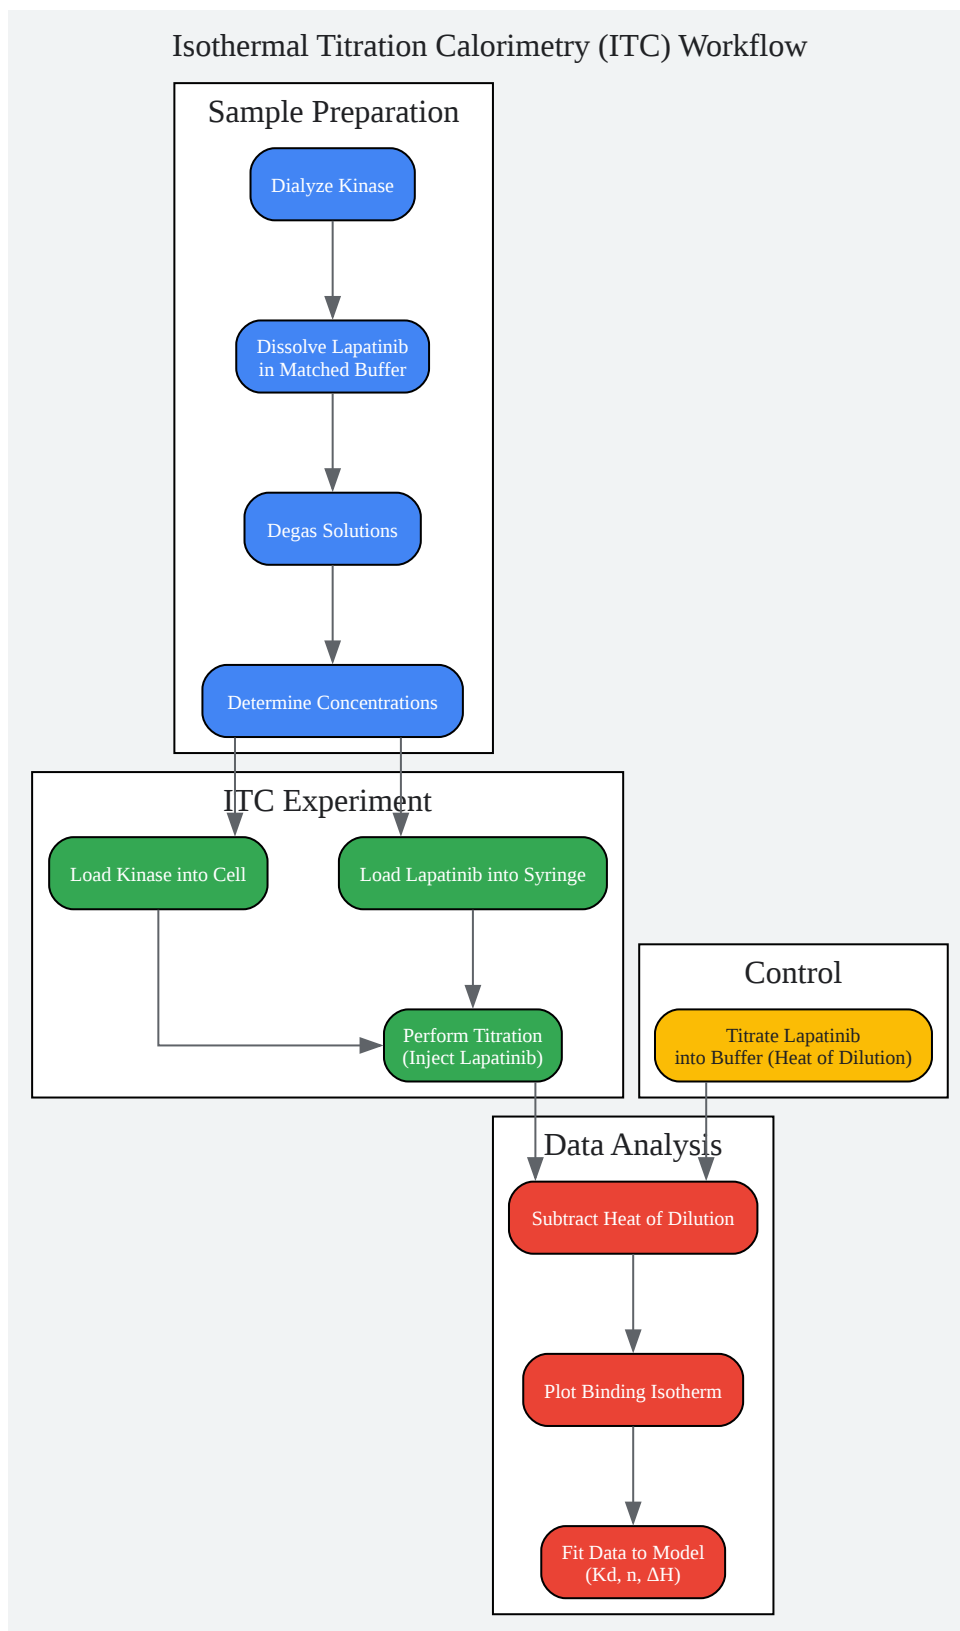 Isothermal Titration Calorimetry (ITC) Workflow
Sample Preparation
Dialyze Kinase
Dissolve Lapatinib
in Matched Buffer
Degas Solutions
Determine Concentrations
ITC Experiment
Load Kinase into Cell
Load Lapatinib into Syringe
Perform Titration
(Inject Lapatinib)
Control
Titrate Lapatinib
into Buffer (Heat of Dilution)
Data Analysis
Subtract Heat of Dilution
Plot Binding Isotherm
Fit Data to Model
(Kd, n, ΔH)